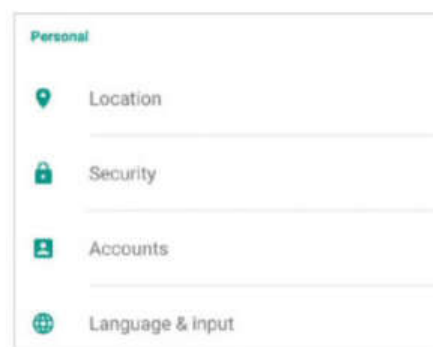 Personal
Location
Security
Accounts
Language & input